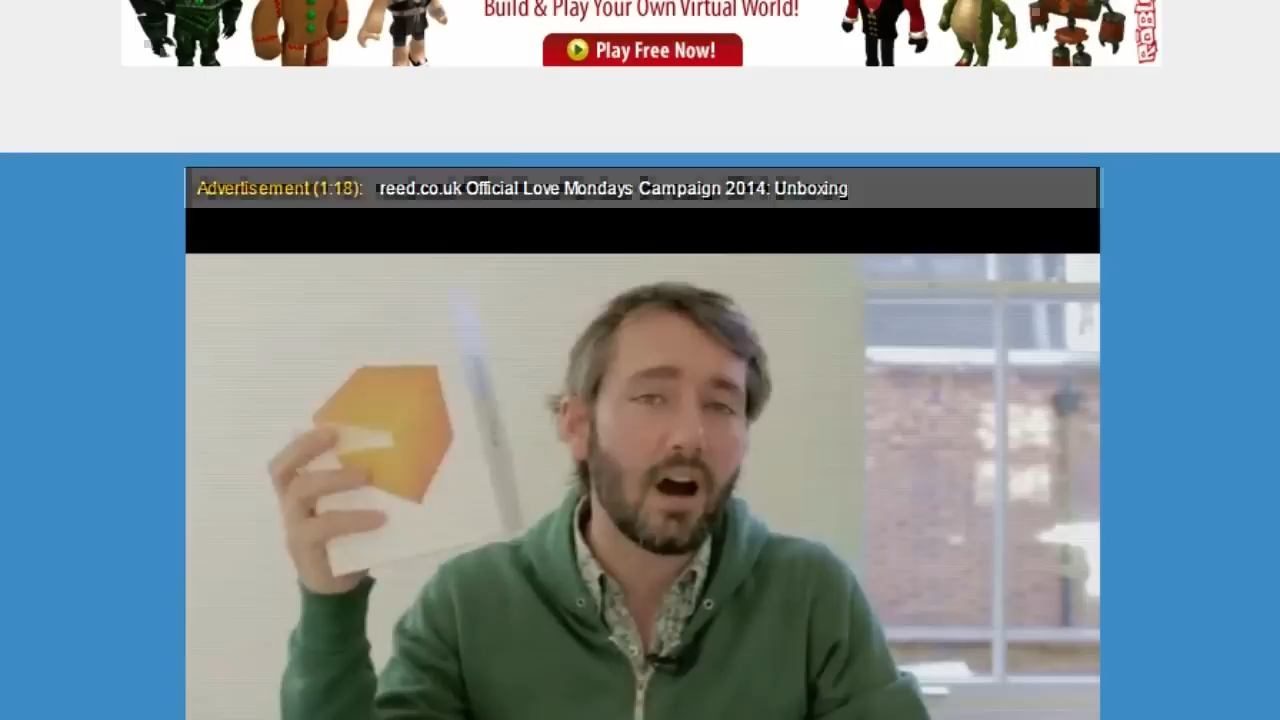 Build & Play Your Own Virtual World!
Play Free Now!
Advertisement (1:18): reed.co.uk Official Love Mondays Campaign 2014: Unboxing